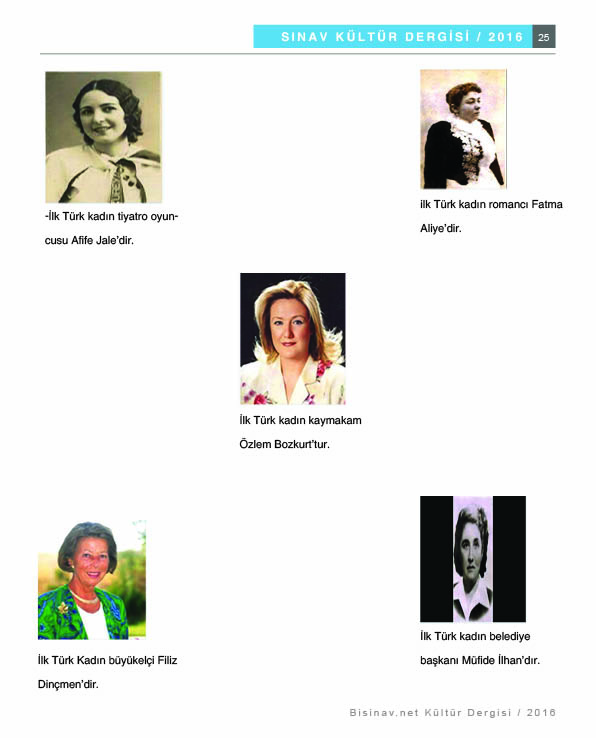 SINAV KÜLTÜR DERGİSİ / 2016 25
-İlk Türk kadın tiyatro oyun-
cusu Afife Jale’dir.
ilk Türk kadın romancı Fatma
Aliye’dir.
İlk Türk kadın kaymakam
Özlem Bozkurt’tur.
İlk Türk Kadın büyükelçi Filiz
Dinçmen’dir.
İlk Türk kadın belediye
başkanı Müfide İlhan’dır.
Bisinav.net Kültür Dergisi / 2016